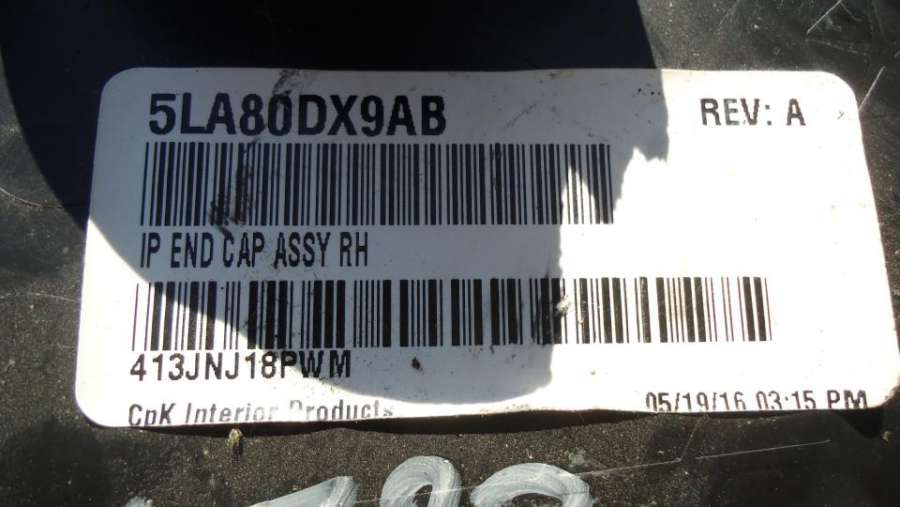 5LA80DX9AB REV: A
IP END CAP ASSY RH
413JNJ18PWM
CpK Interior Products 05/19/16 03:15 PM